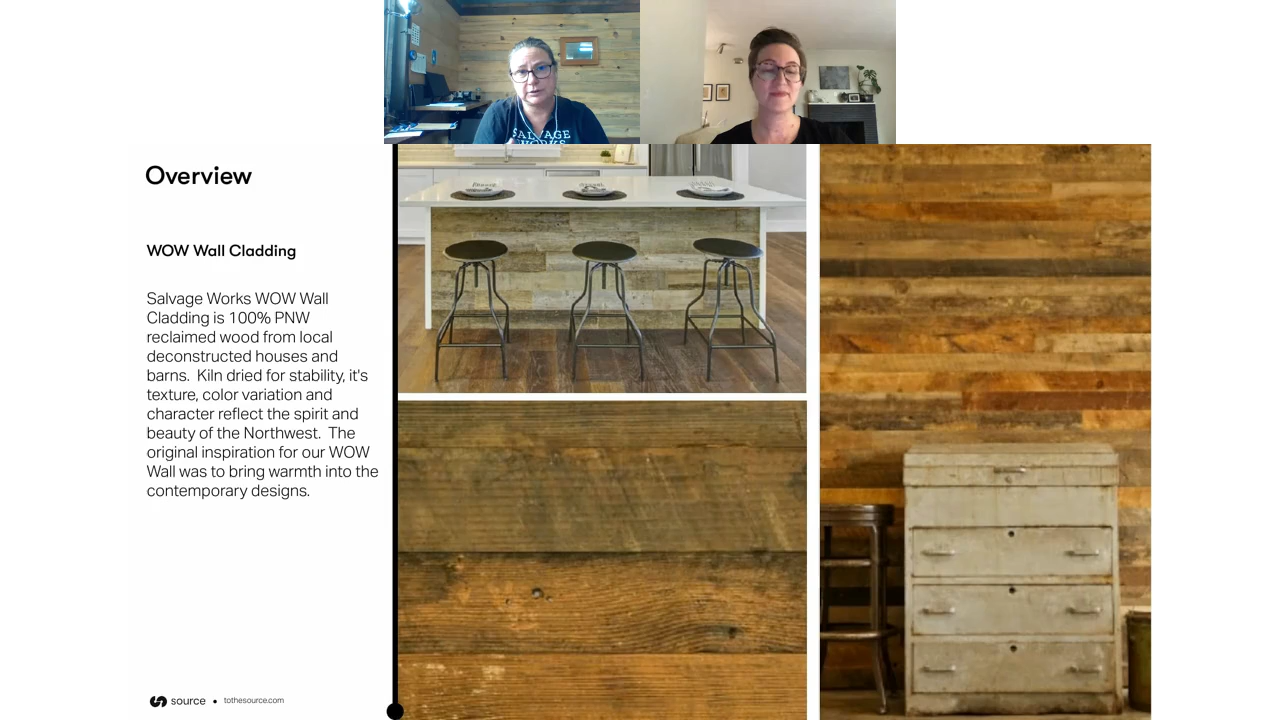 SALVAGE
WORKS
Overview
WOW Wall Cladding
Salvage Works WOW Wall
Cladding is 100% PNW
reclaimed wood from local
deconstructed houses and
barns.  Kiln dried for stability, it's
texture, color variation and
character reflect the spirit and
beauty of the Northwest.  The
original inspiration for our WOW
Wall was to bring warmth into the
contemporary designs.
source • tothesource.com